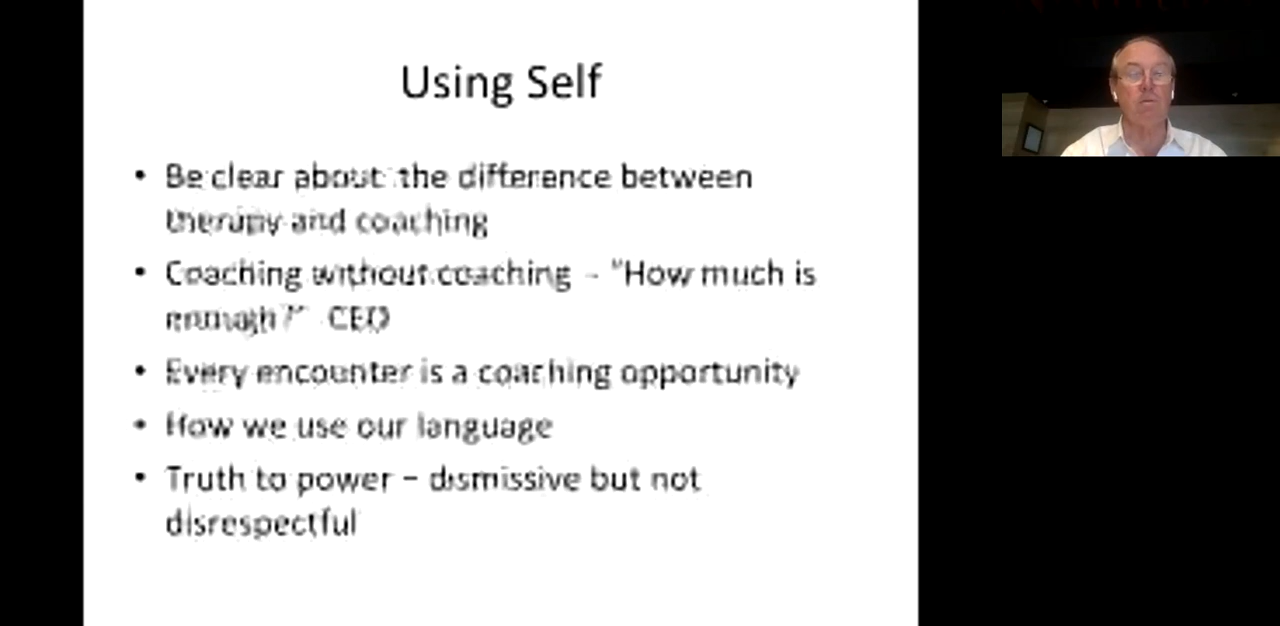 Using Self
• Be clear about the difference between
therapy and coaching
• Coaching without coaching - "How much is
enough?" CEO
• Every encounter is a coaching opportunity
• How we use our language
• Truth to power – dismissive but not
disrespectful